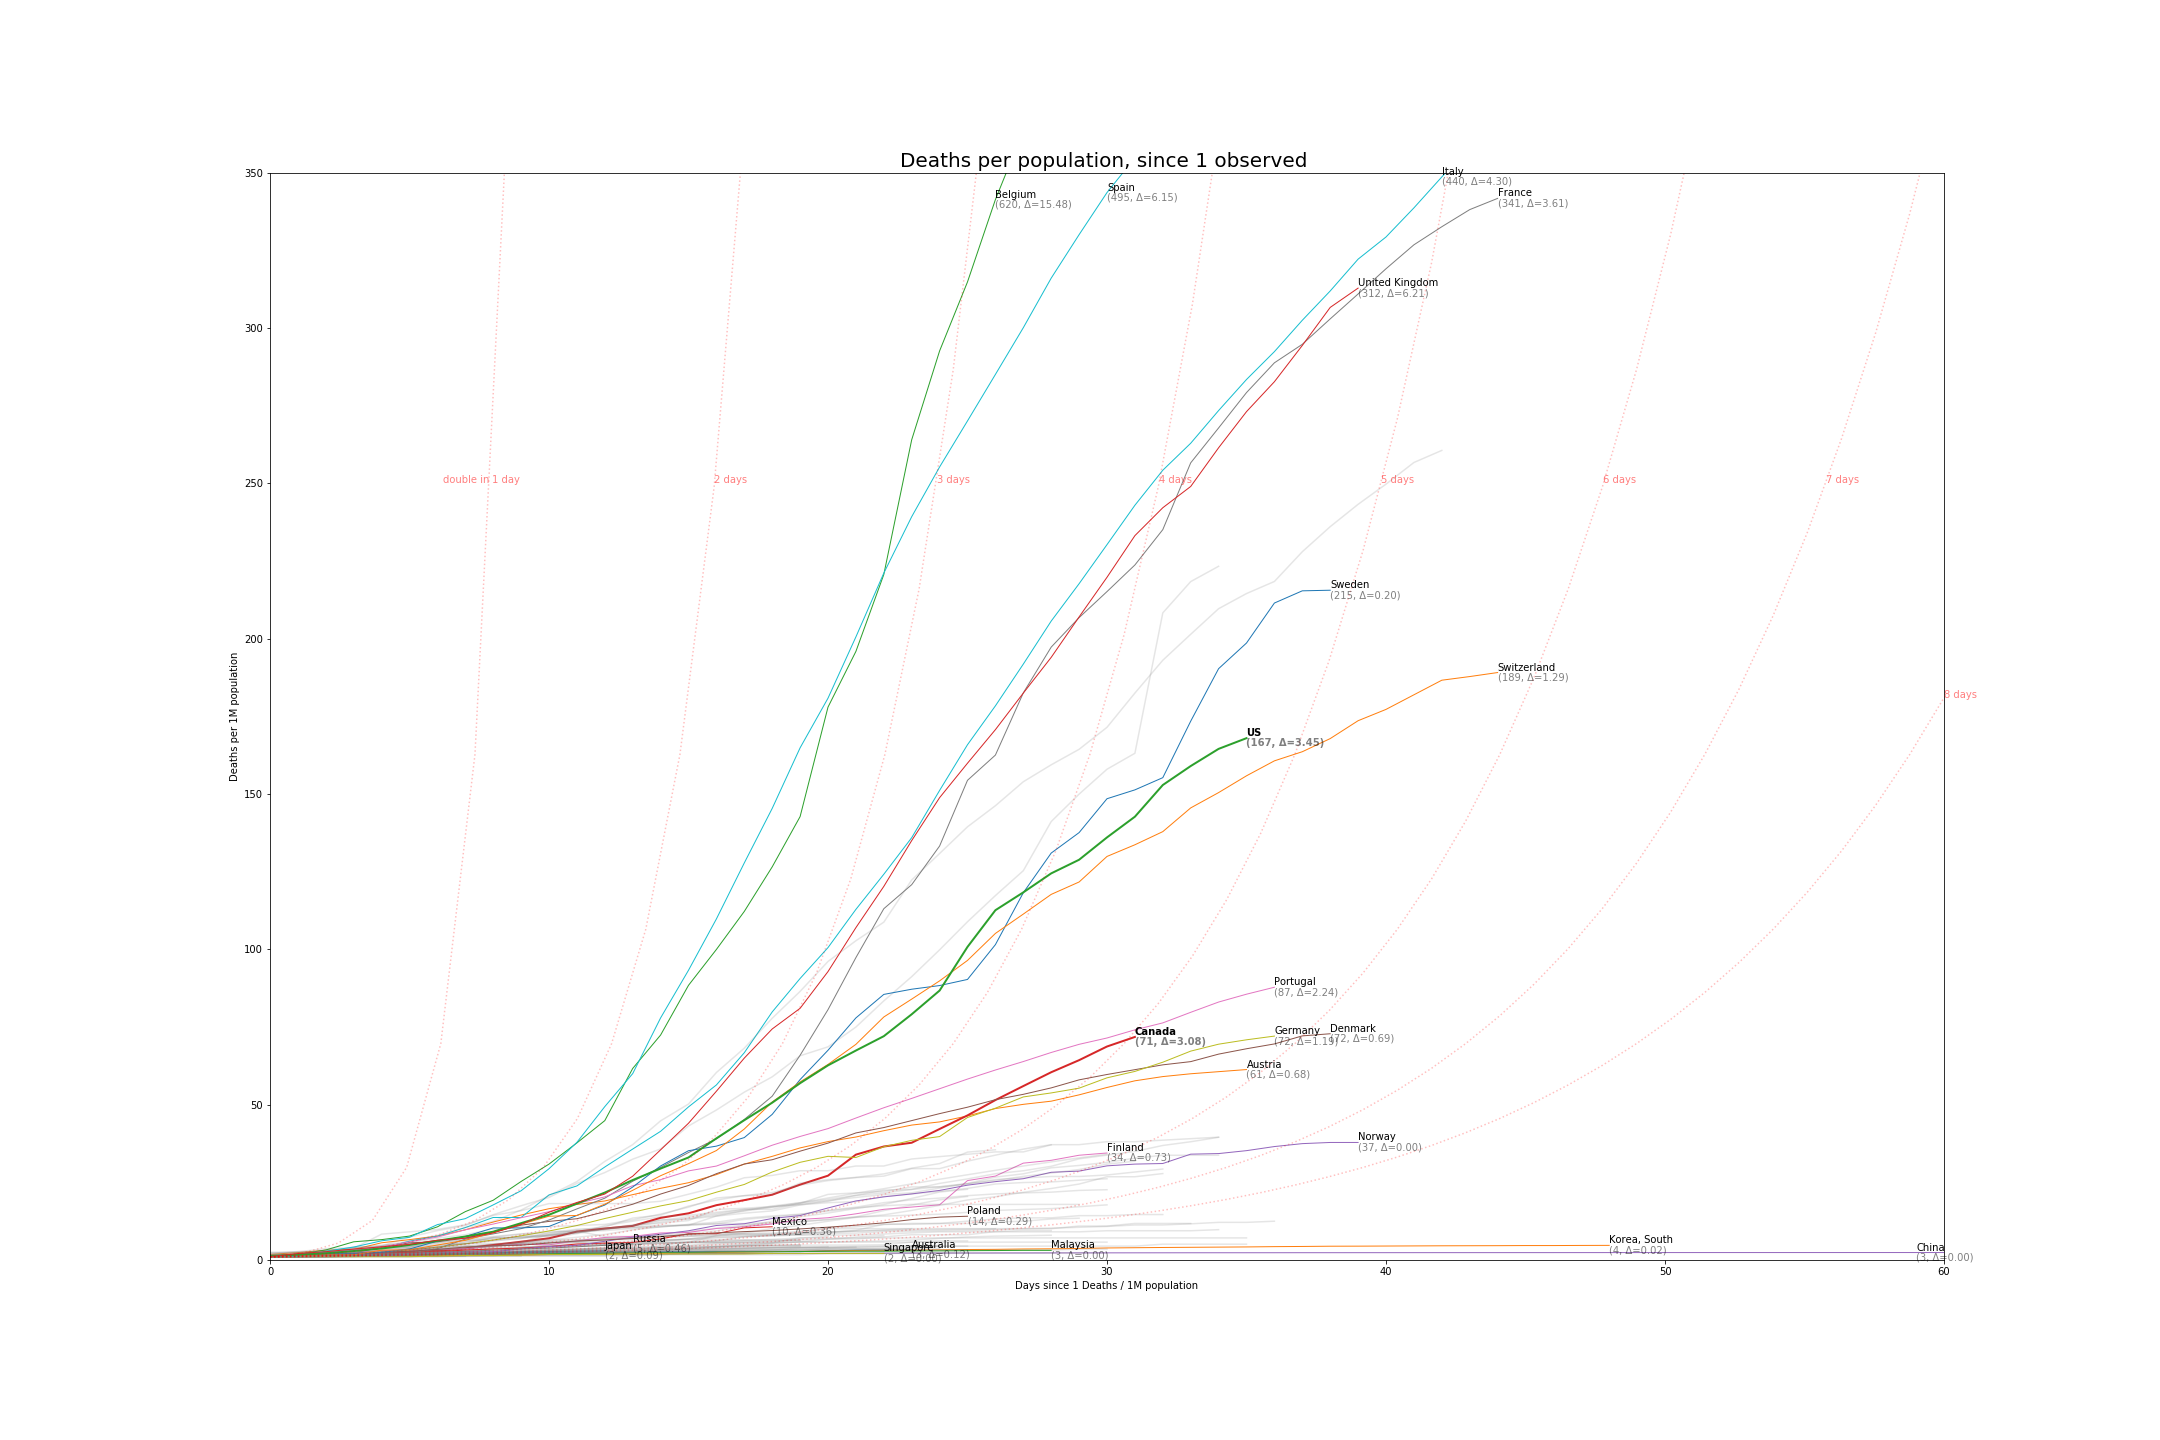 Deaths per population, since 1 observed
350
300
250
200
150
100
50
0
Deaths per 1M population
Italy
(440, Δ=4.30)
Spain
(495, Δ=6.15)
Belgium
(620, Δ=15.48)
France
(341, Δ=3.61)
United Kingdom
(312, Δ=6.21)
double in 1 day
2 days
3 days
4 days
5 days
6 days
7 days
Sweden
(215, Δ=0.20)
Switzerland
(189, Δ=1.29)
8 days
US
(167, Δ=3.45)
Portugal
(87, Δ=2.24)
Canada
(71, Δ=3.08)
Germany
(72, Δ=1.19)
Denmark
(72, Δ=0.69)
Austria
(61, Δ=0.68)
Norway
(37, Δ=0.00)
Finland
(34, Δ=0.73)
Poland
(14, Δ=0.29)
Mexico
(10, Δ=0.36)
Russia
(5, Δ=0.46)
Japan
(2, Δ=0.09)
Singapore
Australia
Malaysia
(3, Δ=0.00)
Korea, South
(4, Δ=0.02)
China
(3, Δ=0.00)
0
10
20
30
40
50
60
Days since 1 Deaths / 1M population